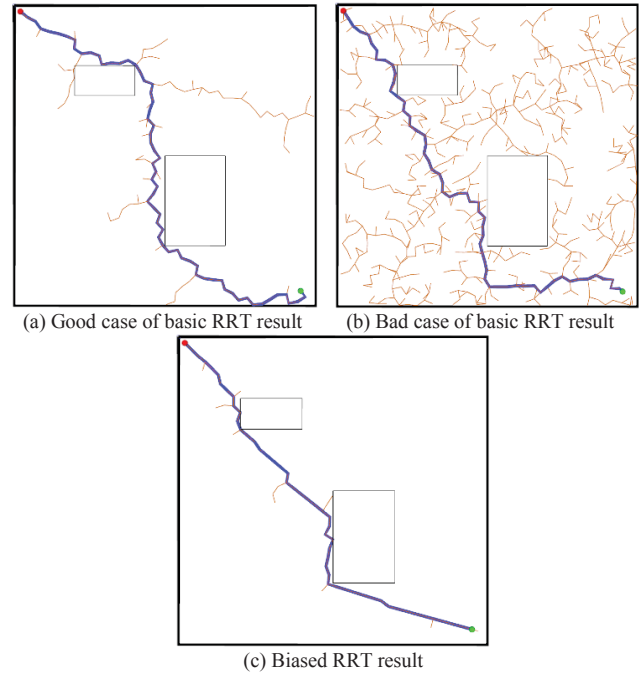 (a) Good case of basic RRT result
(b) Bad case of basic RRT result
(c) Biased RRT result